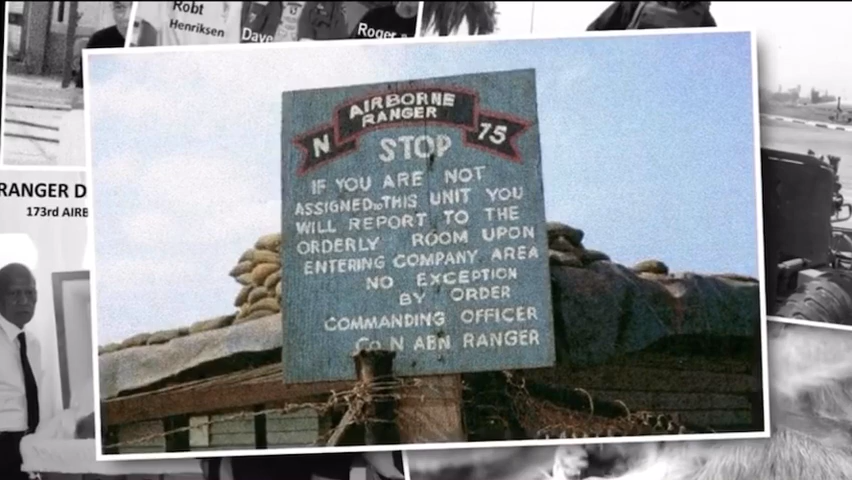 Robt
Henriksen
Dave
Roger
RANGER D
173rd AIRB
AIRBORNE
RANGER
N
75
STOP
IF YOU ARE NOT
ASSIGNED TO THIS UNIT YOU
WILL REPORT TO THE
ORDERLY ROOM UPON
ENTERING COMPANY AREA
NO EXCEPTION
BY ORDER
COMMANDING OFFICER
Co N ABN RANGER